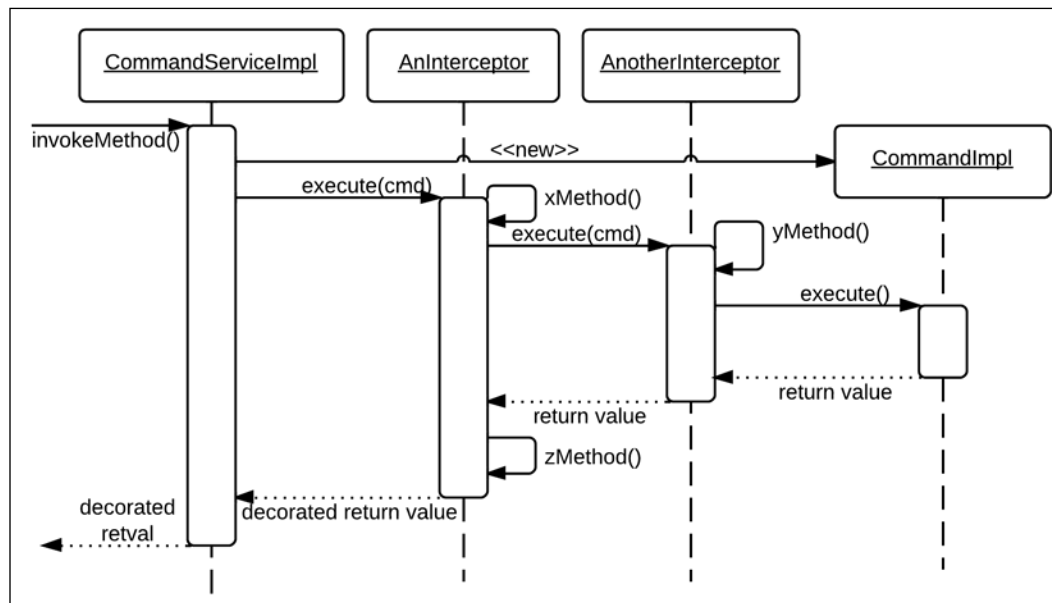 CommandServiceImpl
AnInterceptor
AnotherInterceptor
invokeMethod()
<<new>>
CommandImpl
execute(cmd)
xMethod()
execute(cmd)
yMethod()
execute()
return value
return value
zMethod()
decorated return value
decorated
retval